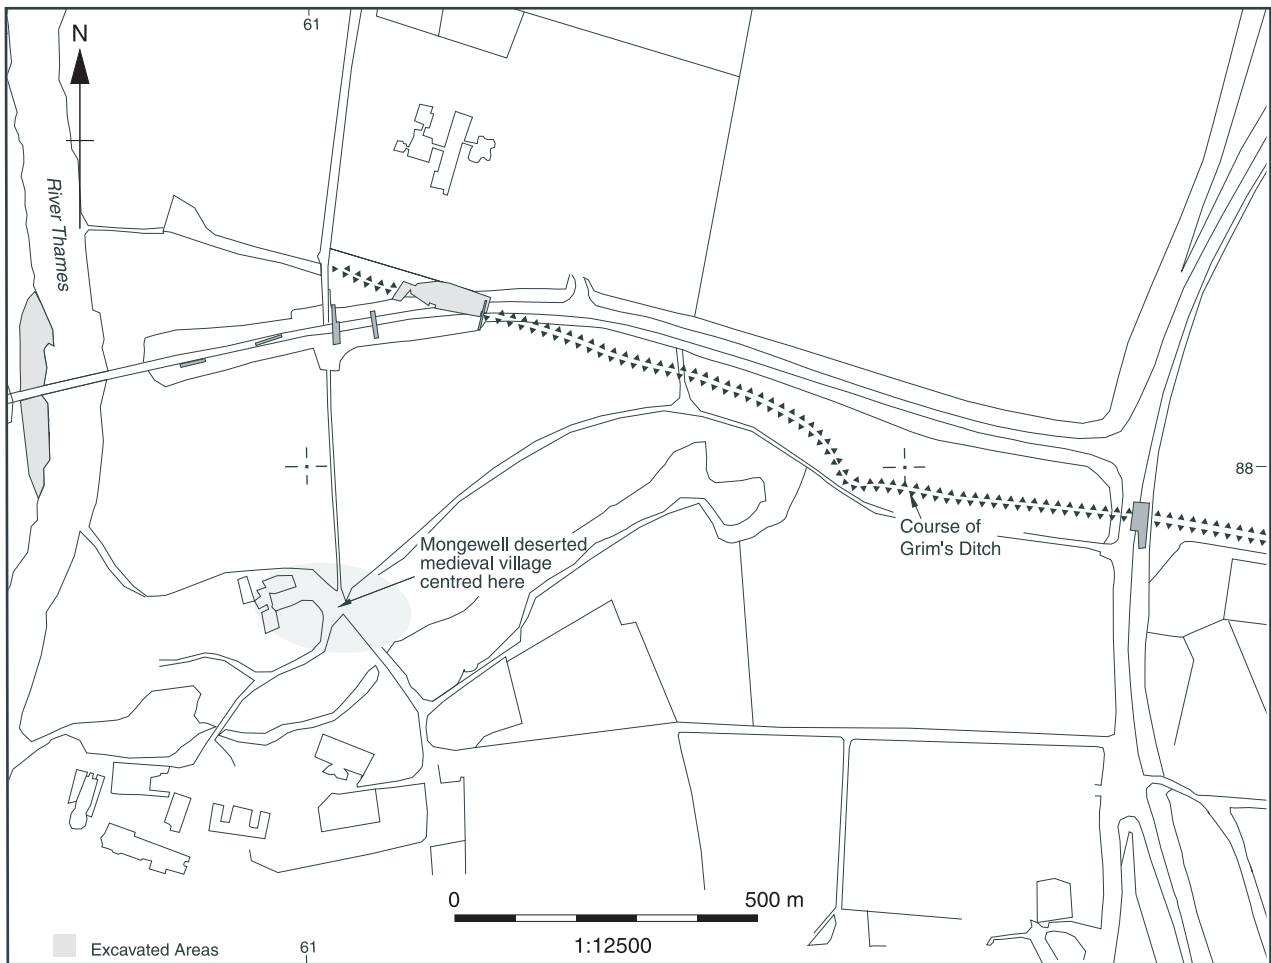 61
N
River Thames
88
Course of
Grim's Ditch
Mongewell deserted
medieval village
centred here
0 500 m
1:12500
Excavated Areas
61